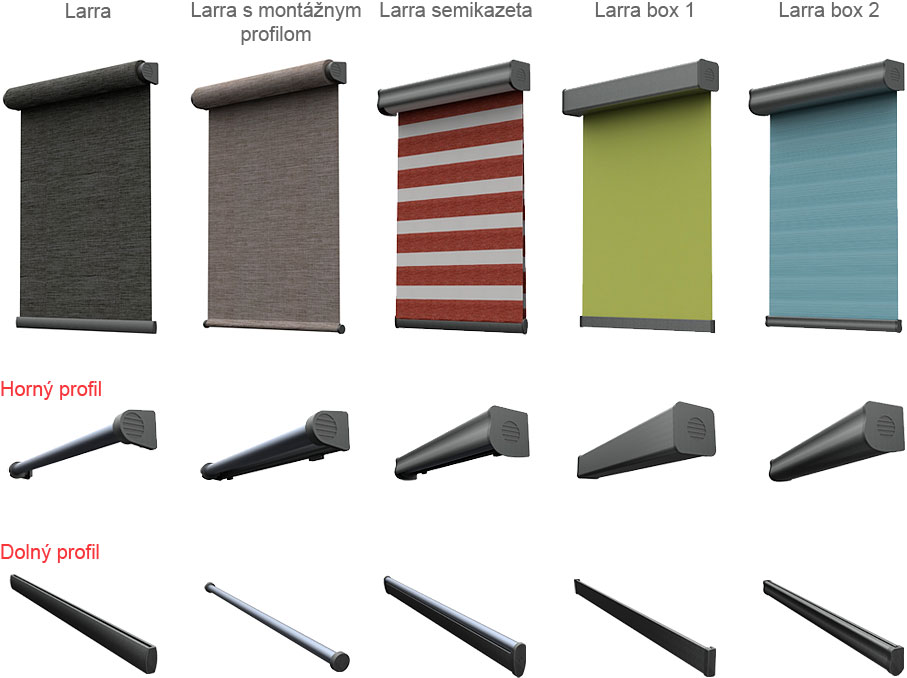 Larra
Larra s montážnym
profilom
Larra semikazeta
Larra box 1
Larra box 2
Horný profil
Dolný profil